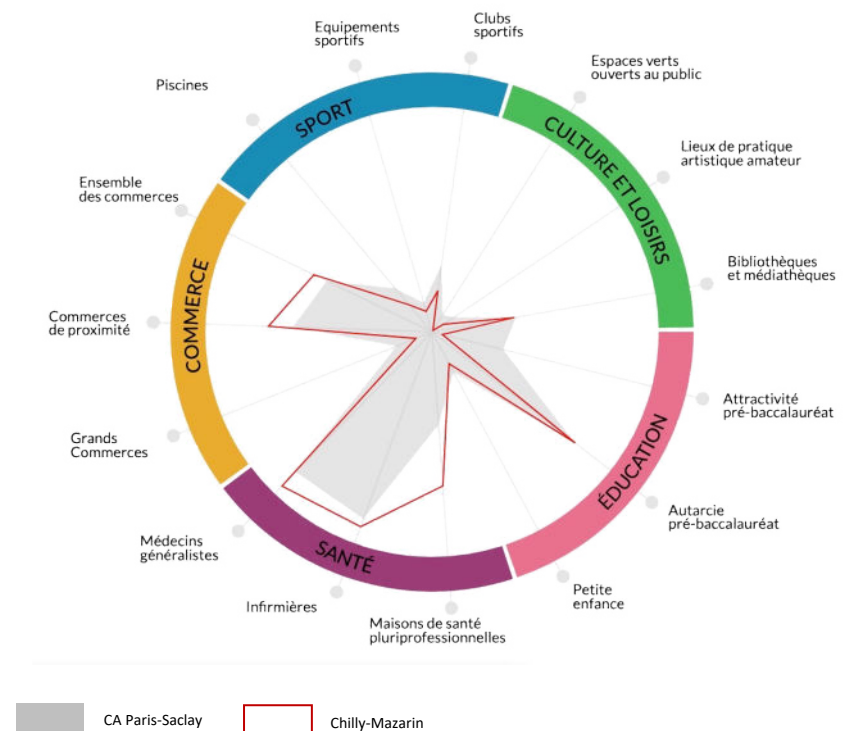 Clubs
sportifs
Equipements
sportifs
Espaces verts
ouverts au public
Piscines
SPORT
CULTURE ET LOISIRS
Lieux de pratique
artistique amateur
Ensemble
des commerces
Bibliothèques
et médiathèques
COMMERCE
Commerces
de proximité
Attractivité
pré-baccalauréat
ÉDUCATION
Grands
Commerces
Autarcie
pré-baccalauréat
Médecins
généralistes
SANTÉ
Petite
enfance
Infirmières
Maisons de santé
pluriprofessionnelles
CA Paris-Saclay
Chilly-Mazarin